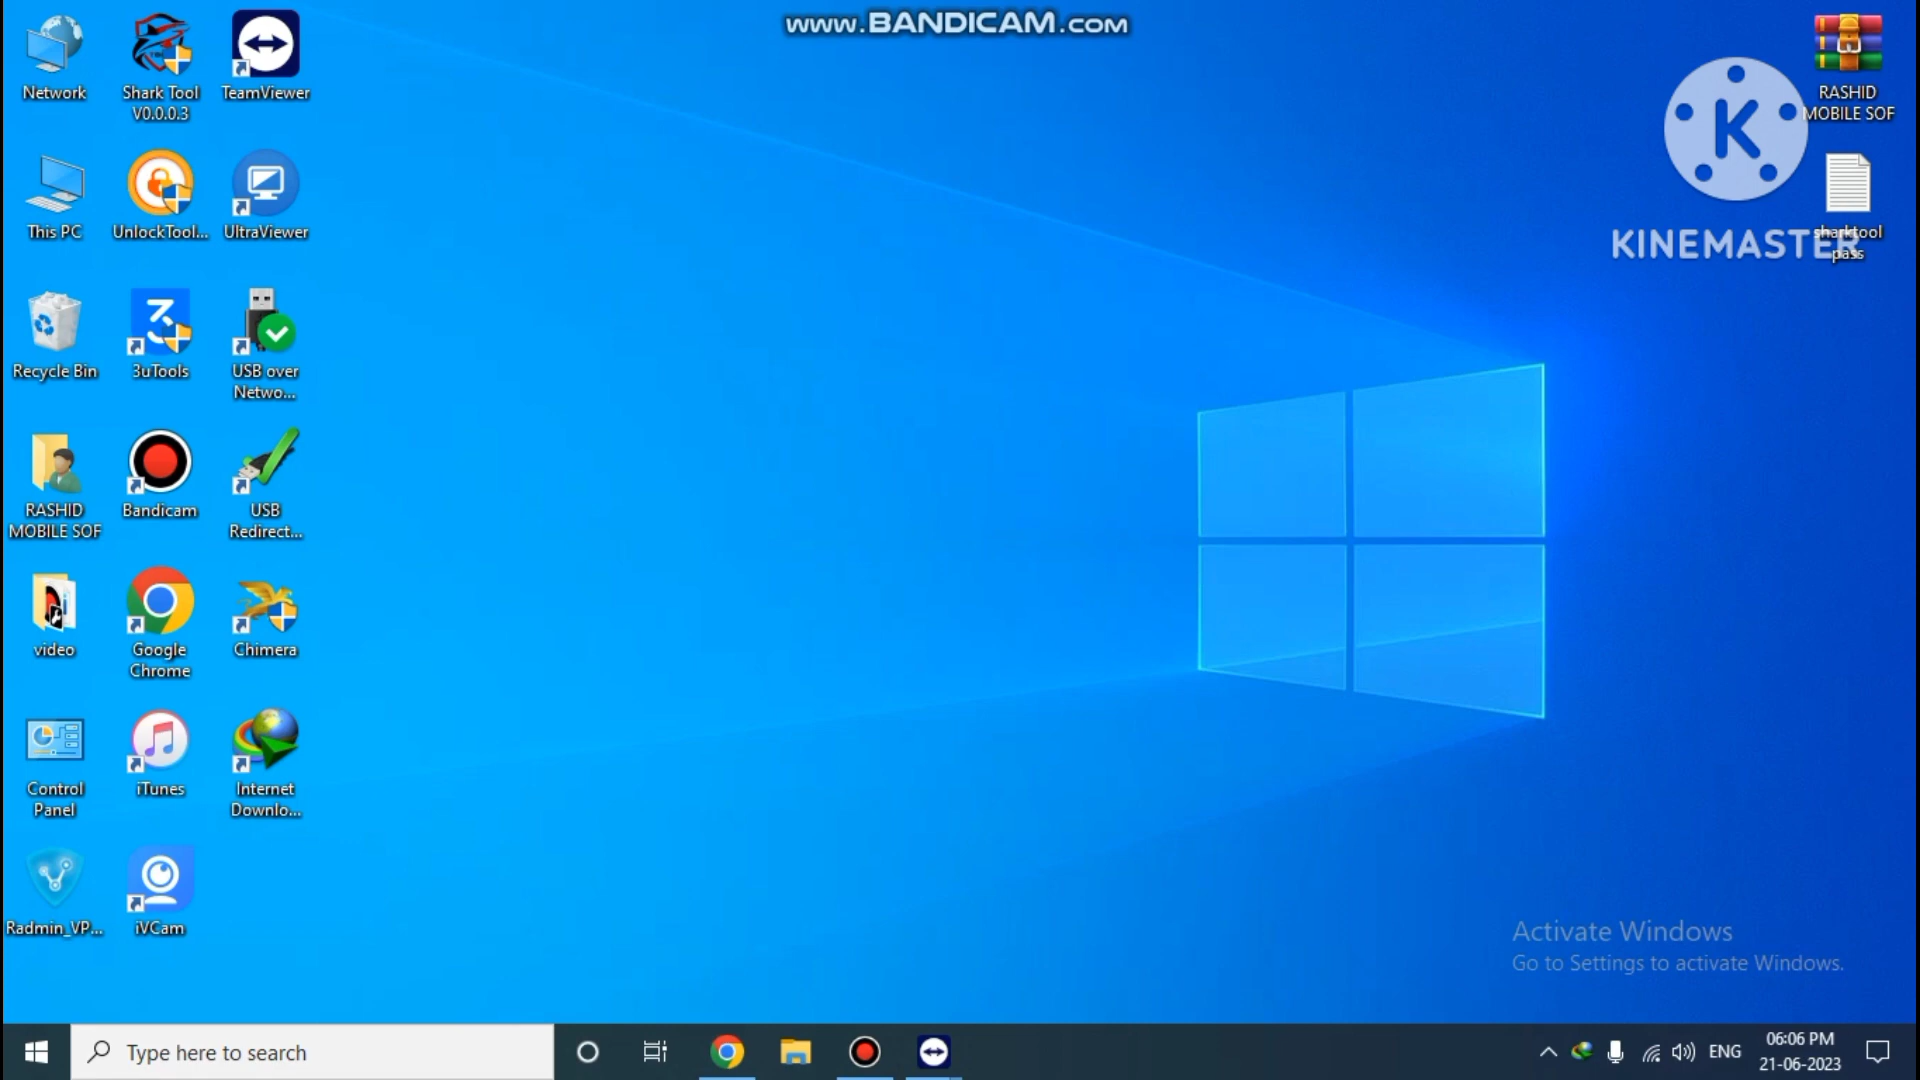 www.BANDICAM.com
Network
Shark Tool
V0.0.0.3
TeamViewer
This PC
UnlockTool...
UltraViewer
Recycle Bin
3uTools
USB over
Netwo...
RASHID
MOBILE SOF
Bandicam
USB
Redirect...
video
Google
Chrome
Chimera
Control
Panel
iTunes
Internet
Downlo...
Radmin_VP...
iVCam
RASHID
MOBILE SOF
K
KINEMASTER
sharktool
pass
Activate Windows
Go to Settings to activate Windows.
Type here to search
ENG
06:06 PM
21-06-2023